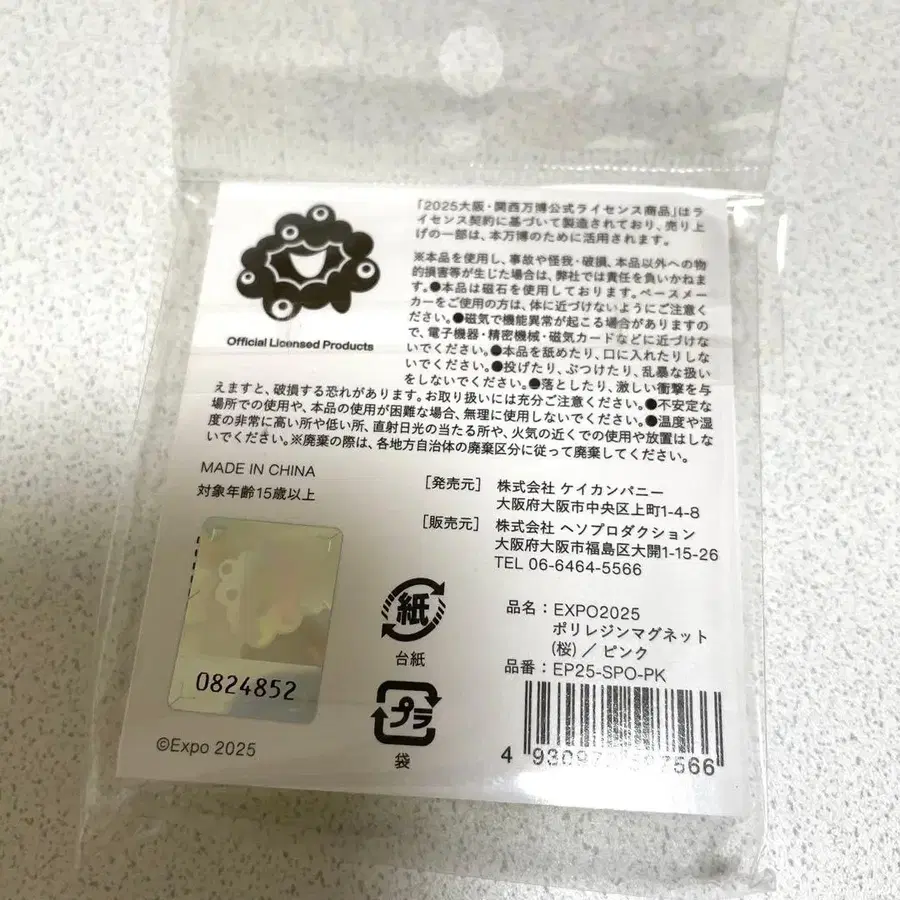 「2025大阪・関西万博公式ライセンス商品」はラ
イセンス契約に基づいて製造されており、売り上
げの一部は、本万博のために活用されます。
※本品を使用し、事故や怪我・破損、本品以外への物
的損害等が生じた場合は、弊社では責任を負いかねま
す。●本品は磁石を使用しております。ペースメー
カーをご使用の方は、体に近づけないようにご注意く
ださい。●磁気で機能異常が起こる場合がありますの
で、電子機器・精密機械・磁気カードなどに近づけな
いでください。●本品を舐めたり、口に入れたりしな
いでください。●投げたり、ぶつけたり、乱暴な扱い
をしないでください。●落としたり、激しい衝撃を与
えますと、破損する恐れがあります。お取り扱いには充分ご注意ください。●不安定な
場所での使用や、本品の使用が困難な場合、無理に使用しないでください。●温度や湿
度の非常に高い所や低い所、直射日光の当たる所や、火気の近くでの使用や放置はしな
いでください。※廃棄の際は、各地方自治体の廃棄区分に従って廃棄してください。
Official Licensed Products
MADE IN CHINA
対象年齢15歳以上
[発売元] 株式会社 ケイカンパニー
大阪府大阪市中央区上町1-4-8
[販売元] 株式会社 ヘソプロダクション
大阪府大阪市福島区大開1-15-26
TEL 06-6464-5566
0824852
©Expo 2025
紙
台紙
プラ
袋
品名：EXPO2025
ポリレジンマグネット
(桜)／ピンク
品番：EP25-SPO-PK